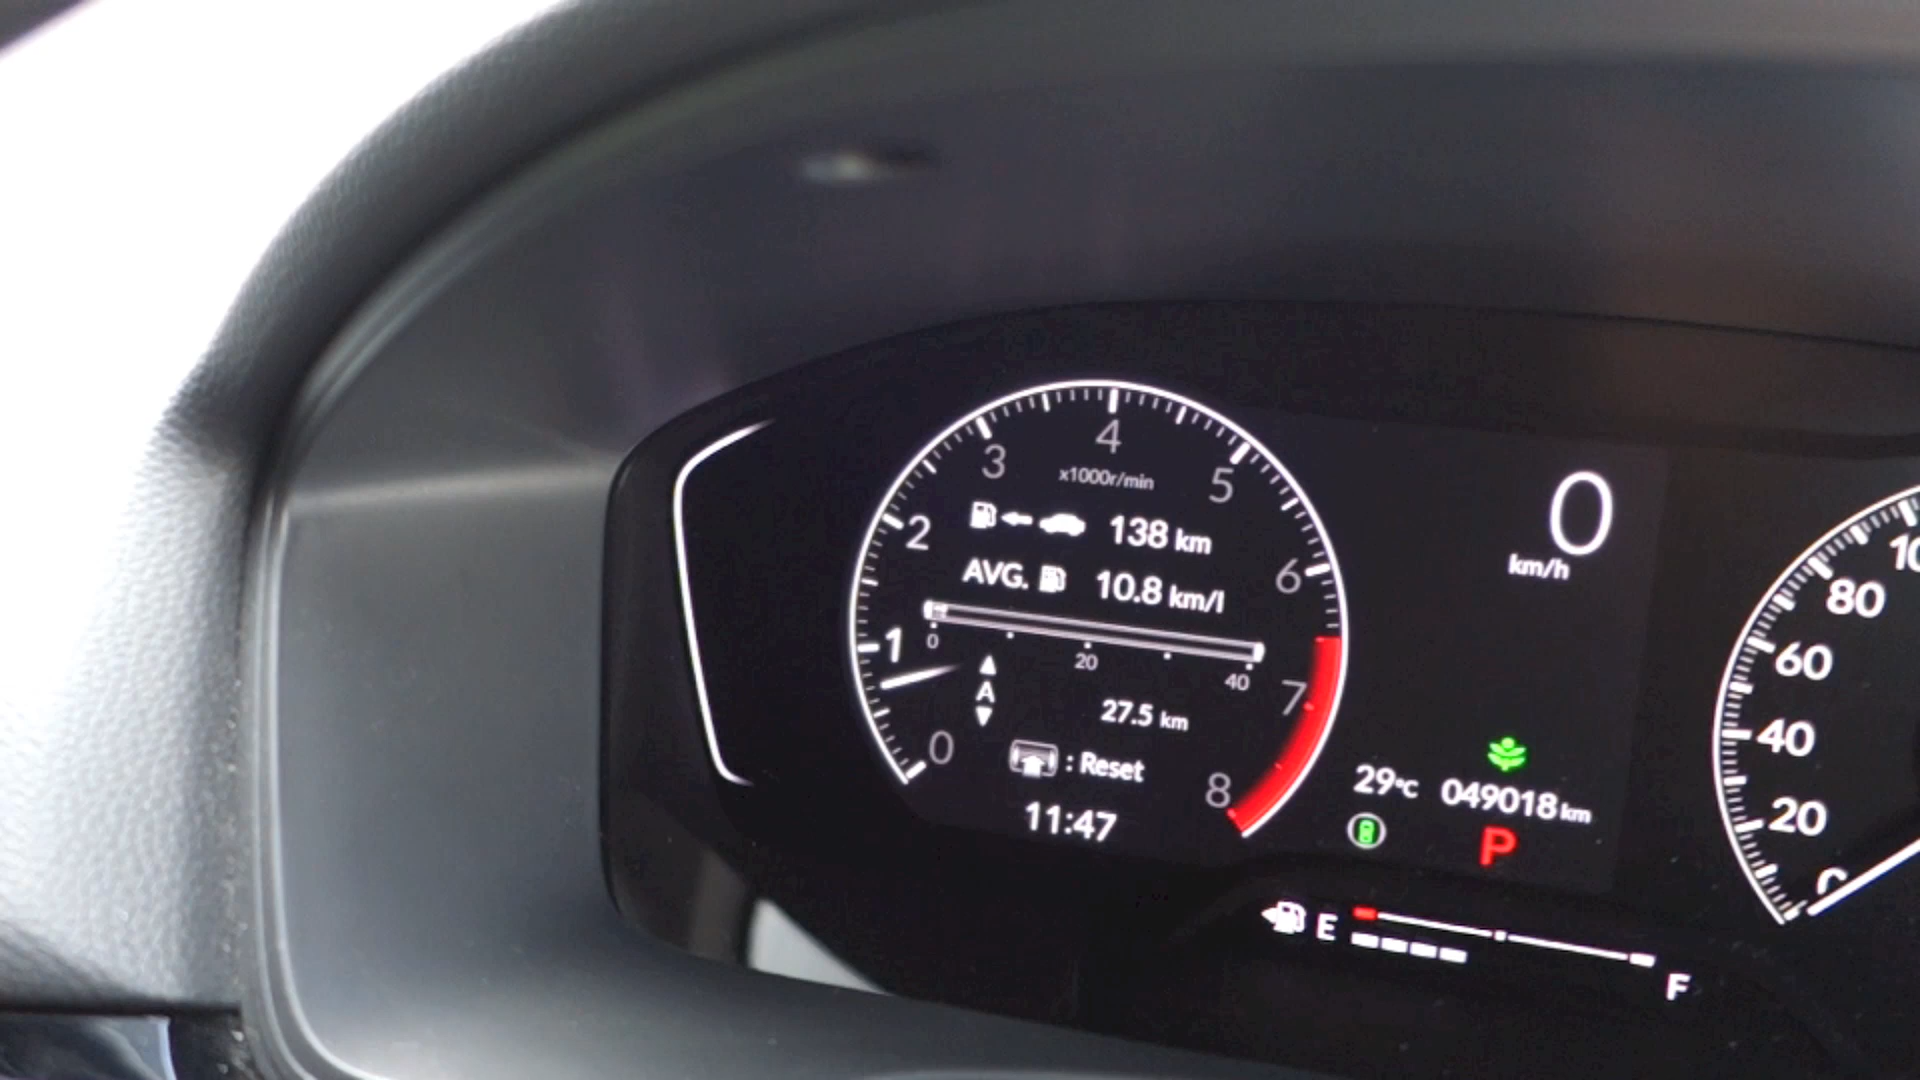 4
3
5
x1000r/min
138 km
2
6
AVG. 10.8 km/l
1
0 20 40
A
7
27.5 km
0
: Reset
8
11:47
0
km/h
29°C 049018 km
P
E F
80
60
40
20